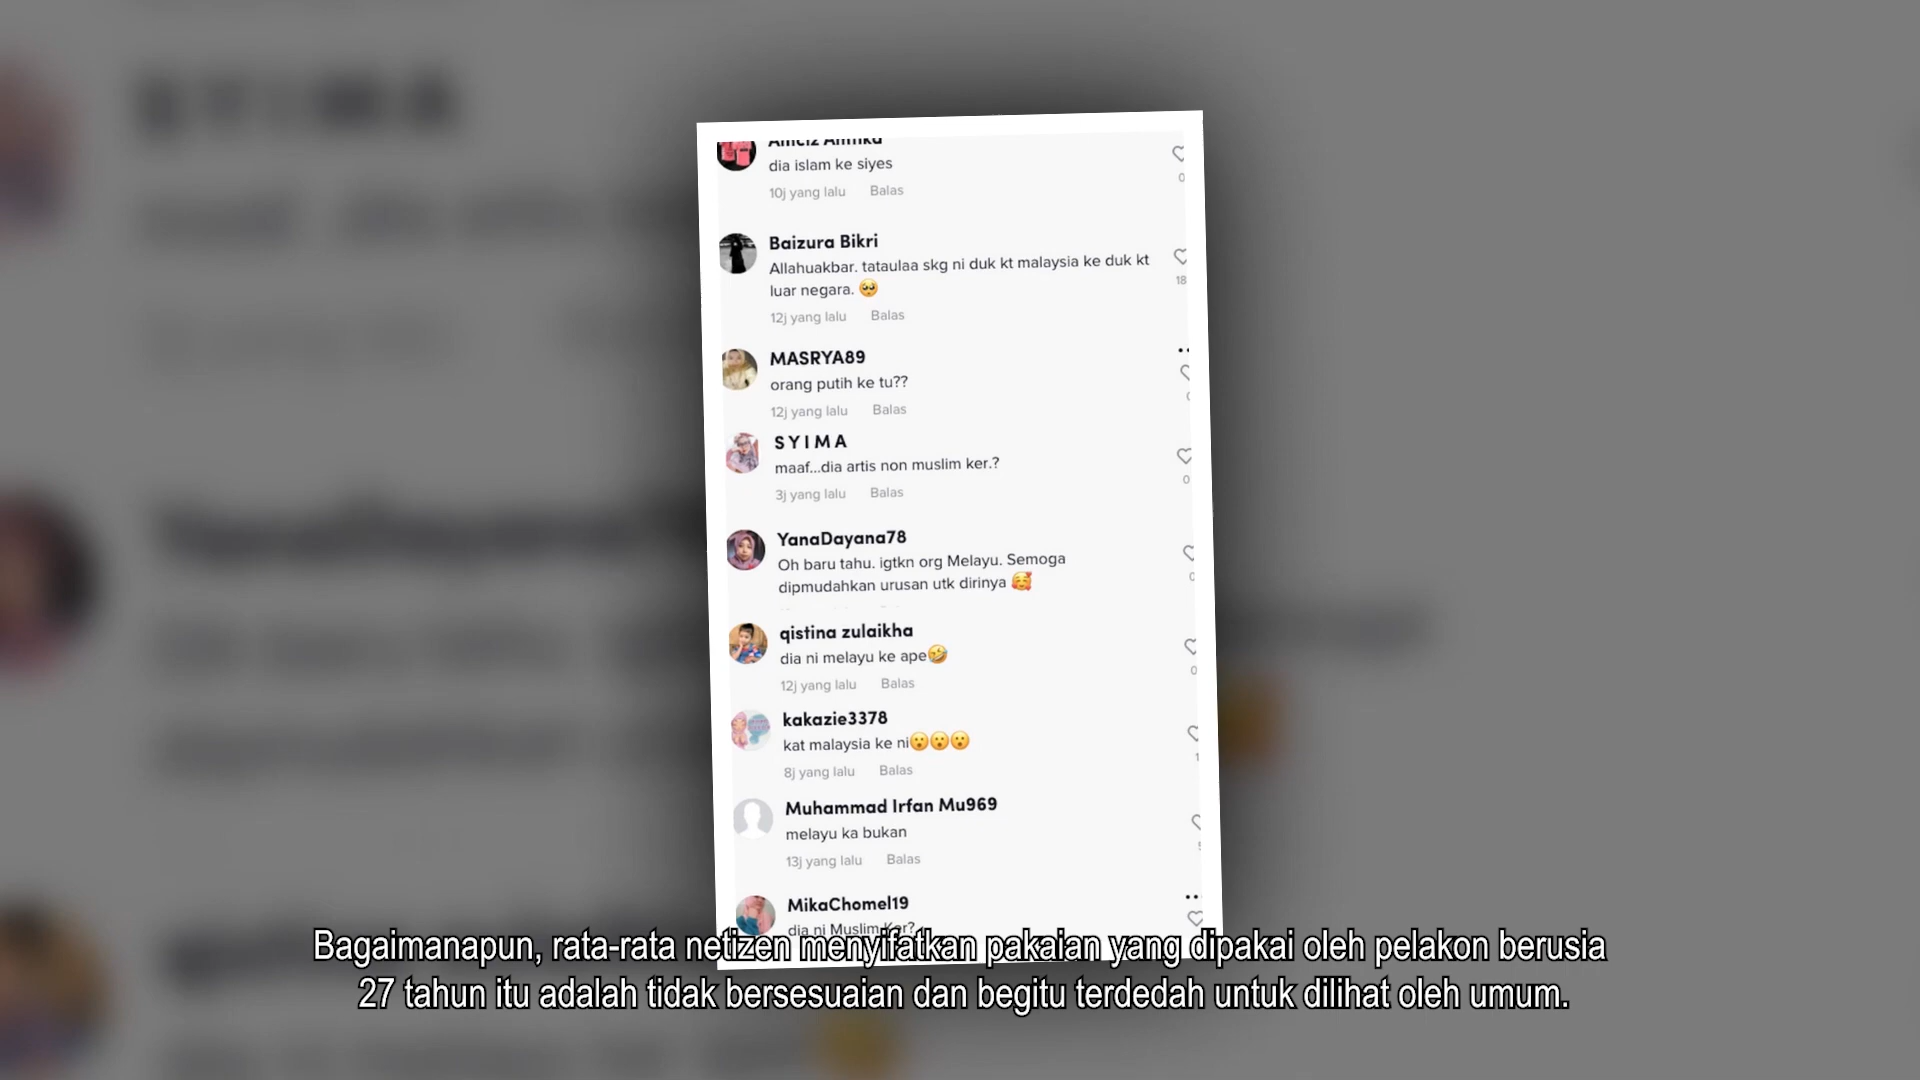 dia islam ke siyes
10j yang lalu Balas
0
Baizura Bikri
Allahuakbar. tataulaa skg ni duk kt malaysia ke duk kt
luar negara. 🥺
18
12j yang lalu Balas
MASRYA89
orang putih ke tu??
12j yang lalu Balas
S Y I M A
maaf...dia artis non muslim ker.?
0
3j yang lalu Balas
YanaDayana78
Oh baru tahu. igtkn org Melayu. Semoga
dipmudahkan urusan utk dirinya 🥰
0
qistina zulaikha
dia ni melayu ke ape🤣
0
12j yang lalu Balas
kakazie3378
kat malaysia ke ni😮😮😮
8j yang lalu Balas
Muhammad Irfan Mu969
melayu ka bukan
13j yang lalu Balas
MikaChomel19
dia ni Muslim Ker?
Bagaimanapun, rata-rata netizen menyifatkan pakaian yang dipakai oleh pelakon berusia
27 tahun itu adalah tidak bersesuaian dan begitu terdedah untuk dilihat oleh umum.